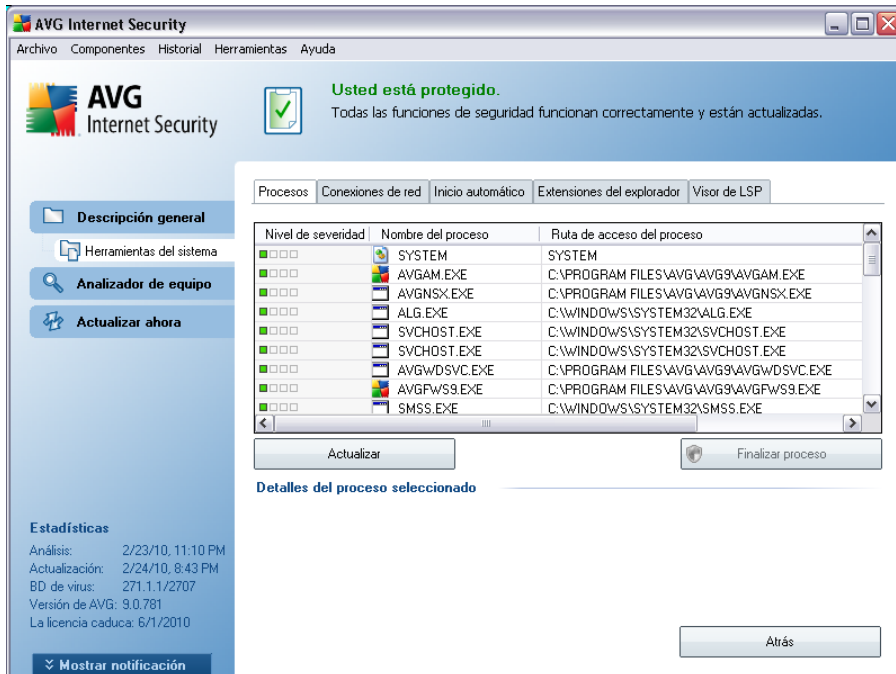 AVG Internet Security
Archivo Componentes Historial Herramientas Ayuda
AVG
Internet Security
Usted está protegido.
Todas las funciones de seguridad funcionan correctamente y están actualizadas.
Descripción general
Herramientas del sistema
Analizador de equipo
Actualizar ahora
Procesos Conexiones de red Inicio automático Extensiones del explorador Visor de LSP
Nivel de severidad Nombre del proceso Ruta de acceso del proceso
SYSTEM SYSTEM
AVGAM.EXE C:\PROGRAM FILES\AVG\AVG9\AVGAM.EXE
AVGNSX.EXE C:\PROGRAM FILES\AVG\AVG9\AVGNSX.EXE
ALG.EXE C:\WINDOWS\SYSTEM32\ALG.EXE
SVCHOST.EXE C:\WINDOWS\SYSTEM32\SVCHOST.EXE
SVCHOST.EXE C:\WINDOWS\SYSTEM32\SVCHOST.EXE
AVGWDSVC.EXE C:\PROGRAM FILES\AVG\AVG9\AVGWDSVC.EXE
AVGFWS9.EXE C:\PROGRAM FILES\AVG\AVG9\AVGFWS9.EXE
SMSS.EXE C:\WINDOWS\SYSTEM32\SMSS.EXE
Actualizar Finalizar proceso
Detalles del proceso seleccionado
Estadísticas
Análisis: 2/23/10, 11:10 PM
Actualización: 2/24/10, 8:43 PM
BD de virus: 271.1.1/2707
Versión de AVG: 9.0.781
La licencia caduca: 6/1/2010
Mostrar notificación
Atrás